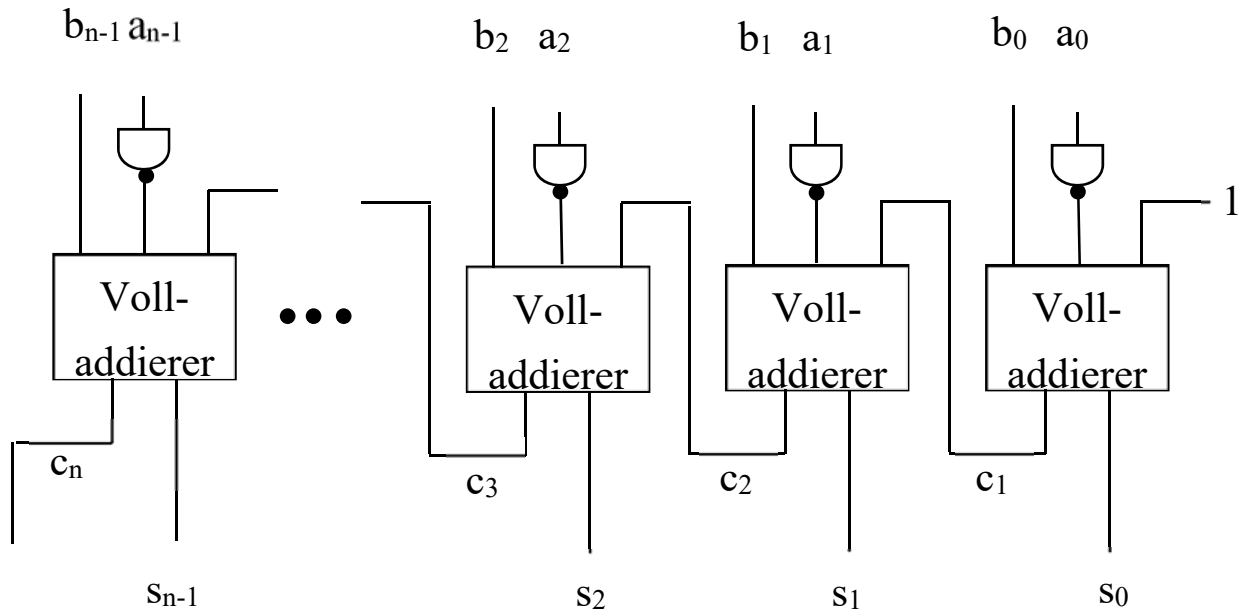 bn-1 an-1 b2 a2 b1 a1 b0 a0
1
Voll-
addierer
Voll-
addierer
Voll-
addierer
Voll-
addierer
cn c3 c2 c1
sn-1 s2 s1 s0